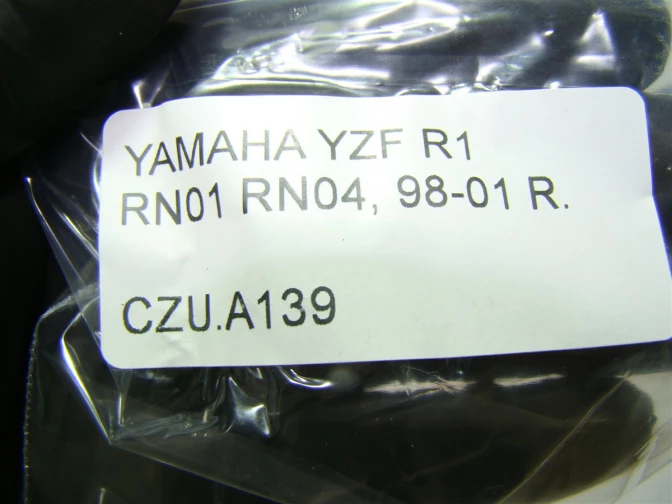 YAMAHA YZF R1
RN01 RN04, 98-01 R.
CZU.A139